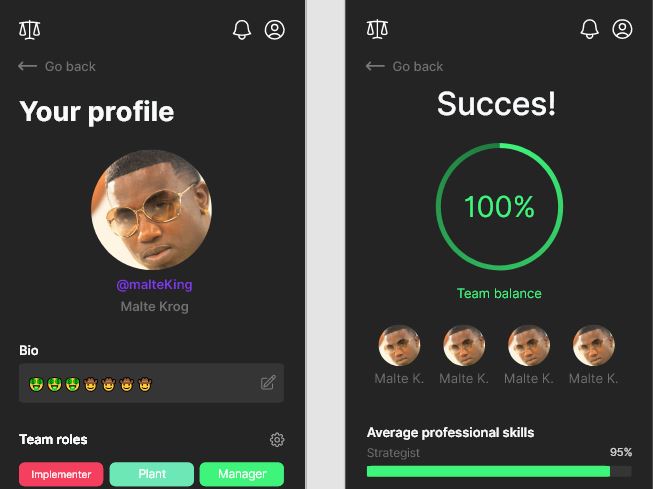 Go back
Your profile
@malteKing
Malte Krog
Bio
Team roles
Implementer
Plant
Manager
Go back
Succes!
100%
Team balance
Malte K.
Malte K.
Malte K.
Malte K.
Average professional skills
Strategist
95%